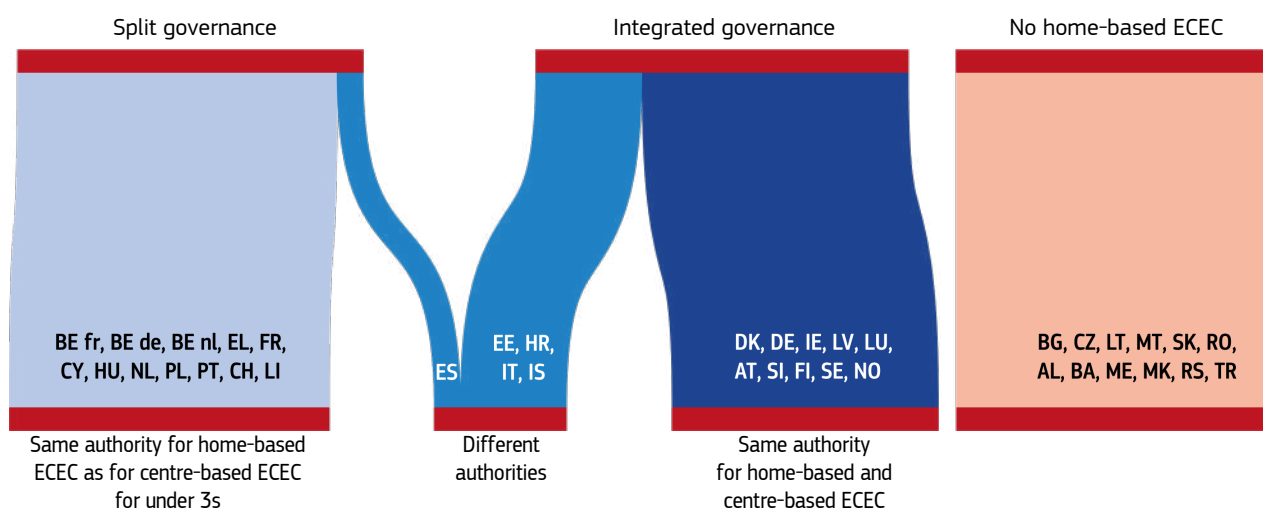 Split governance
Integrated governance
No home-based ECEC
BE fr, BE de, BE nl, EL, FR,
CY, HU, NL, PL, PT, CH, LI
ES
EE, HR,
IT, IS
DK, DE, IE, LV, LU,
AT, SI, FI, SE, NO
BG, CZ, LT, MT, SK, RO,
AL, BA, ME, MK, RS, TR
Same authority for home-based
ECEC as for centre-based ECEC
for under 3s
Different
authorities
Same authority
for home-based and
centre-based ECEC